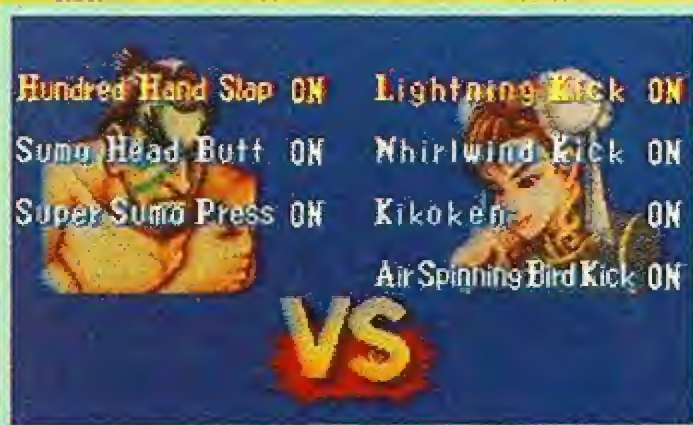 Hundred Hand Slap ON
Sumo Head Butt ON
Super Sumo Press ON
Lightning Kick ON
Whirlwind Kick ON
Kikoken ON
Air Spinning Bird Kick ON
VS